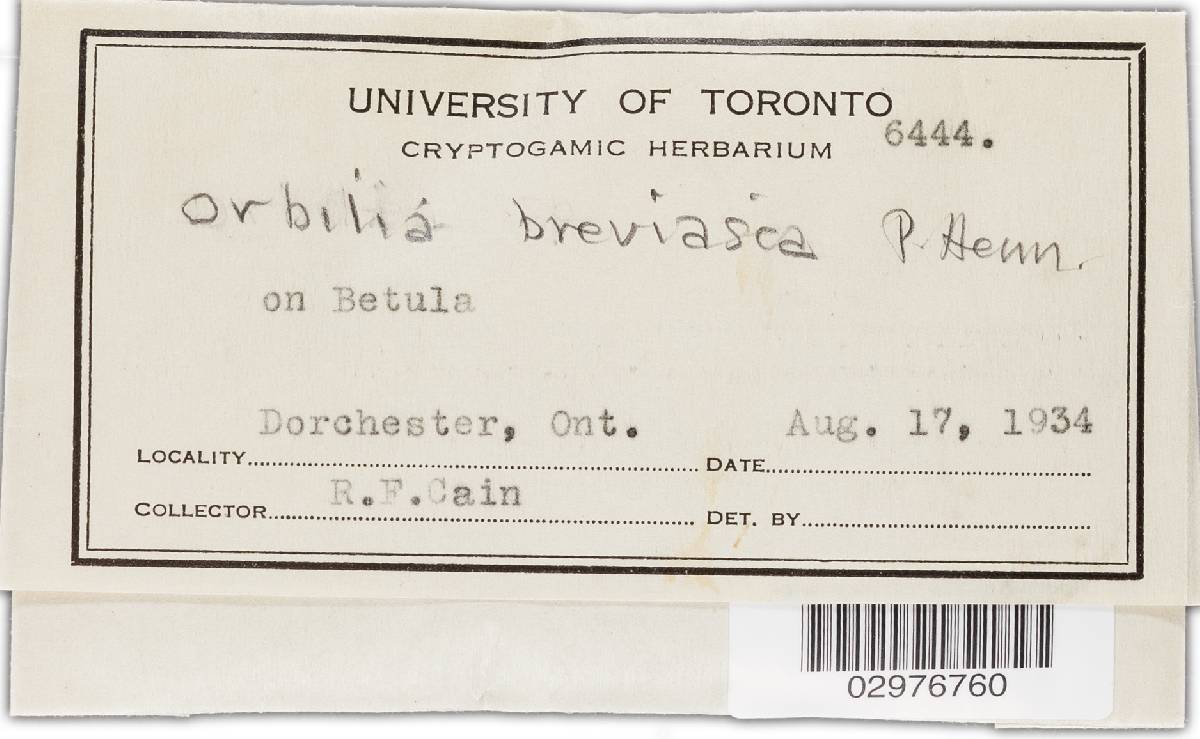 UNIVERSITY OF TORONTO
CRYPTOGAMIC HERBARIUM 6444.
Orbilia breviasca P. Henn.
on Betula
Dorchester, Ont. Aug. 17, 1934
LOCALITY DATE
R.F.Cain
COLLECTOR DET. BY
02976760